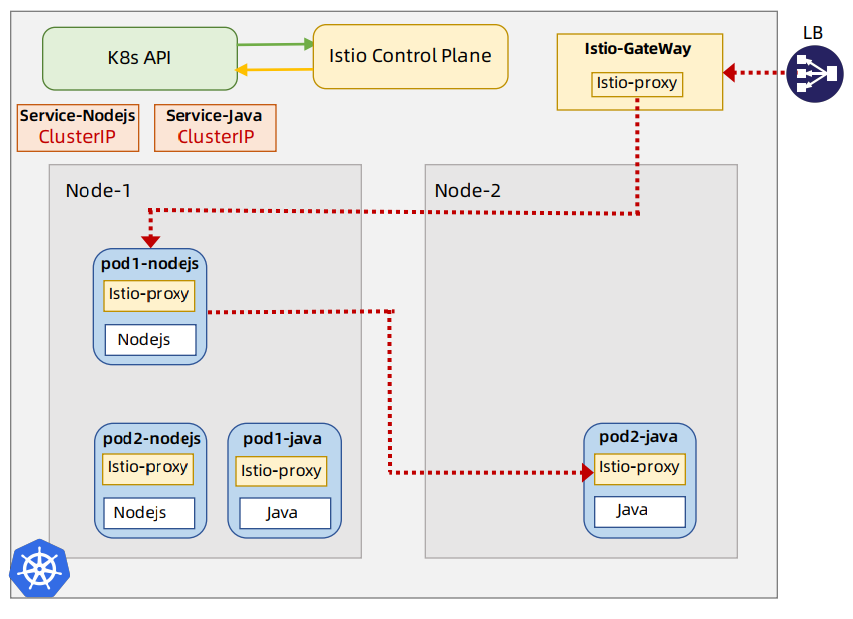 K8s API
Istio Control Plane
Istio-GateWay
Istio-proxy
LB
Service-Nodejs
ClusterIP
Service-Java
ClusterIP
Node-1
Node-2
pod1-nodejs
Istio-proxy
Nodejs
pod2-nodejs
Istio-proxy
Nodejs
pod1-java
Istio-proxy
Java
pod2-java
Istio-proxy
Java